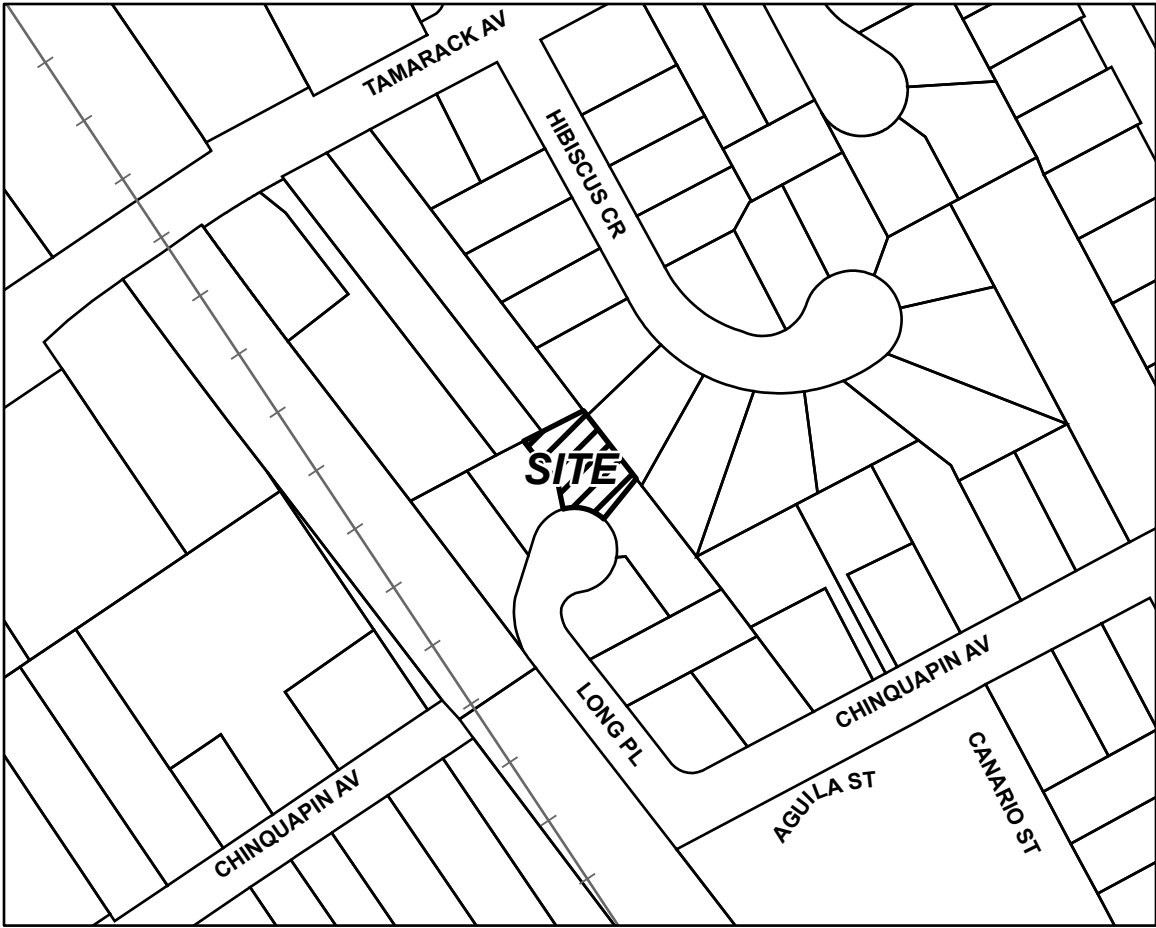 TAMARACK AV
HIBISCUS CR
SITE
CHINQUAPIN AV
LONG PL
CANARIO ST
AGUILA ST
CHINQUAPIN AV